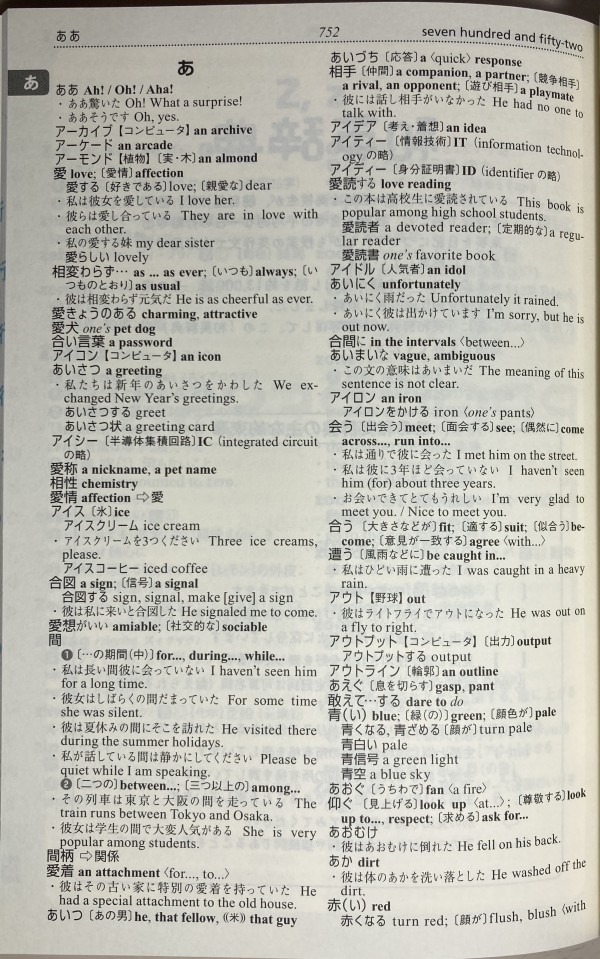 ああ
752
seven hundred and fifty-two
あ
あ
ああ Ah! / Oh! / Aha!
・ああ驚いた Oh! What a surprise!
・ああそうです Oh, yes.
アーカイブ【コンピュータ】an archive
アーケード an arcade
アーモンド【植物】〔実・木〕an almond
愛 love; 〔愛情〕affection
愛する〔好きである〕love; 〔親愛な〕dear
・私は彼女を愛している I love her.
・彼らは愛し合っている They are in love with
each other.
・私の愛する妹 my dear sister
愛らしい lovely
相変わらず… as ... as ever; 〔いつも〕always; 〔い
つものとおり〕as usual
・彼は相変わらず元気だ He is as cheerful as ever.
愛きょうのある charming, attractive
愛犬 one's pet dog
合い言葉 a password
アイコン【コンピュータ】an icon
あいさつ a greeting
・私たちは新年のあいさつをかわした We ex-
changed New Year's greetings.
あいさつする greet
あいさつ状 a greeting card
アイシー〔半導体集積回路〕IC (integrated circuit
の略)
愛称 a nickname, a pet name
相性 chemistry
愛情 affection ⇨愛
アイス〔氷〕ice
アイスクリーム ice cream
・アイスクリームを3つください Three ice creams,
please.
アイスコーヒー iced coffee
合図 a sign; 〔信号〕a signal
合図する sign, signal, make [give] a sign
・彼は私に来いと合図した He signaled me to come.
愛想がいい amiable; 〔社交的な〕sociable
間
❶〔…の期間(中)〕for..., during..., while...
・私は長い間彼に会っていない I haven't seen him
for a long time.
・彼女はしばらくの間だまっていた For some time
she was silent.
・彼は夏休みの間にそこを訪れた He visited there
during the summer holidays.
・私が話している間は静かにしてください Please be
quiet while I am speaking.
❷〔二つの〕between...; 〔三つ以上の〕among...
・その列車は東京と大阪の間を走っている The
train runs between Tokyo and Osaka.
・彼女は学生の間で大変人気がある She is very
popular among students.
間柄 ⇨関係
愛着 an attachment 〈for..., to...〉
・彼はその古い家に特別の愛着を持っていた He
had a special attachment to the old house.
あいつ〔あの男〕he, that fellow, 《米》that guy
あいづち〔応答〕a 〈quick〉 response
相手〔仲間〕a companion, a partner; 〔競争相手〕
a rival, an opponent; 〔遊び相手〕a playmate
・彼には話し相手がいなかった He had no one to
talk with.
アイデア〔考え・着想〕an idea
アイティー〔情報技術〕IT (information technol-
ogy の略)
アイディー〔身分証明書〕ID (identifier の略)
愛読する love reading
・この本は高校生に愛読されている This book is
popular among high school students.
愛読者 a devoted reader; 〔定期的な〕a regu-
lar reader
愛読書 one's favorite book
アイドル〔人気者〕an idol
あいにく unfortunately
・あいにく雨だった Unfortunately it rained.
・あいにく彼は出かけています I'm sorry, but he is
out now.
合間に in the intervals 〈between...〉
あいまいな vague, ambiguous
・この文の意味はあいまいだ The meaning of this
sentence is not clear.
アイロン an iron
アイロンをかける iron 〈one's pants〉
会う〔出会う〕meet; 〔面会する〕see; 〔偶然に〕come
across..., run into...
・私は通りで彼に会った I met him on the street.
・私は彼に3年ほど会っていない I haven't seen
him (for) about three years.
・お会いできてとてもうれしい I'm very glad to
meet you. / Nice to meet you.
合う〔大きさなどが〕fit; 〔適する〕suit; 〔似合う〕be-
come; 〔意見が一致する〕agree 〈with...〉
遭う〔風雨などに〕be caught in...
・私はひどい雨に遭った I was caught in a heavy
rain.
アウト【野球】out
・彼はライトフライでアウトになった He was out on
a fly to right.
アウトプット【コンピュータ】〔出力〕output
アウトプットする output
アウトライン〔輪郭〕an outline
あえぐ〔息を切らす〕gasp, pant
敢えて…する dare to do
青(い) blue; 〔緑(の)〕green; 〔顔色が〕pale
青くなる, 青ざめる〔顔が〕turn pale
青白い pale
青信号 a green light
青空 a blue sky
あおぐ〔うちわで〕fan 〈a fire〉
仰ぐ〔見上げる〕look up 〈at...〉; 〔尊敬する〕look
up to..., respect; 〔求める〕ask for...
あおむけ
・彼はあおむけに倒れた He fell on his back.
あか dirt
・彼は体のあかを洗い落とした He washed off the
dirt.
赤(い) red
赤くなる turn red; 〔顔が〕flush, blush 〈with